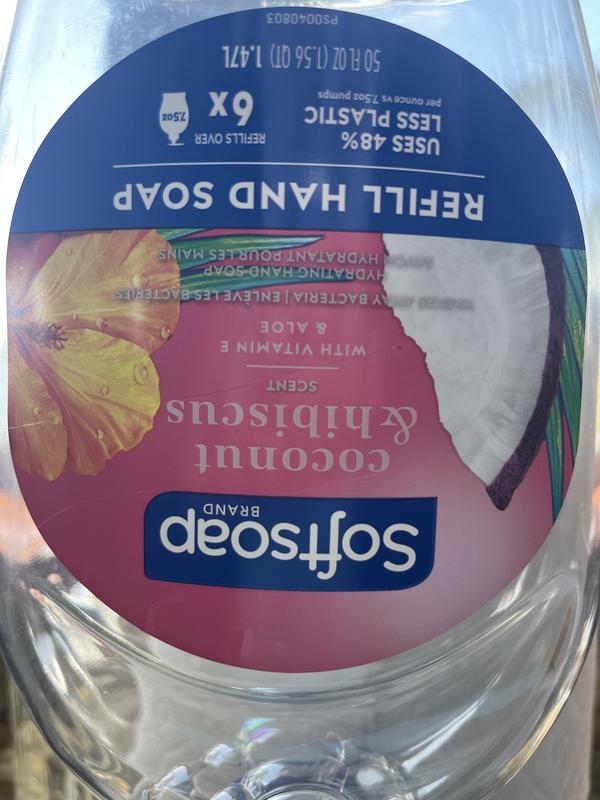 Softsoap
BRAND
coconut
&hibiscus
SCENT
WITH VITAMIN E
& ALOE
WASHES AWAY BACTERIA | ENLÈVE LES BACTÉRIES
HYDRATING HAND SOAP
SAVON HYDRATANT POUR LES MAINS
REFILL HAND SOAP
USES 48%
LESS PLASTIC
per ounce vs 7.5oz pumps
REFILLS OVER
6x
7.5oz
50 FL OZ (1.56 QT) 1.47L
PS0040803